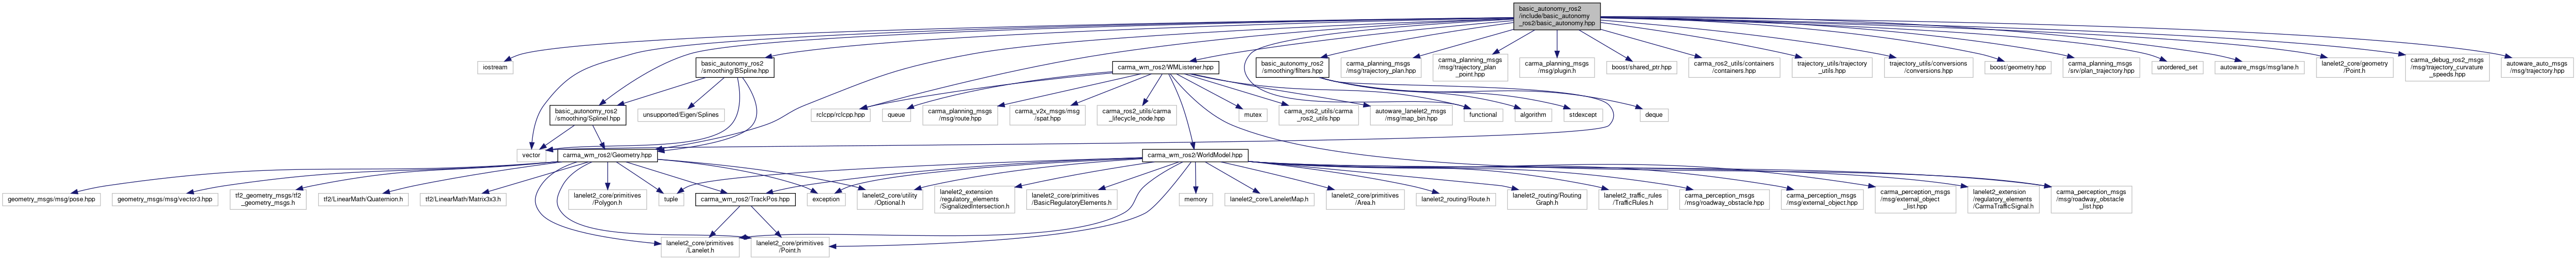 basic_autonomy_ros2
/include/basic_autonomy
_ros2/basic_autonomy.hpp
iostream
basic_autonomy_ros2
/smoothing/BSpline.hpp
carma_wm_ros2/WMListener.hpp
basic_autonomy_ros2
/smoothing/filters.hpp
carma_planning_msgs
/msg/trajectory_plan.hpp
carma_planning_msgs
/msg/trajectory_plan
_point.hpp
carma_planning_msgs
/msg/plugin.h
boost/shared_ptr.hpp
carma_ros2_utils/containers
/containers.hpp
trajectory_utils/trajectory
_utils.hpp
trajectory_utils/conversions
/conversions.hpp
boost/geometry.hpp
carma_planning_msgs
/srv/plan_trajectory.hpp
unordered_set
autoware_msgs/msg/lane.h
lanelet2_core/geometry
/Point.h
carma_debug_ros2_msgs
/msg/trajectory_curvature
_speeds.hpp
autoware_auto_msgs
/msg/trajectory.hpp
basic_autonomy_ros2
/smoothing/SplineI.hpp
unsupported/Eigen/Splines
rclcpp/rclcpp.hpp
queue
carma_planning_msgs
/msg/route.hpp
carma_v2x_msgs/msg
/spat.hpp
carma_ros2_utils/carma
_lifecycle_node.hpp
mutex
carma_ros2_utils/carma
_ros2_utils.hpp
autoware_lanelet2_msgs
/msg/map_bin.hpp
functional
algorithm
stdexcept
deque
vector
carma_wm_ros2/Geometry.hpp
carma_wm_ros2/WorldModel.hpp
geometry_msgs/msg/pose.hpp
geometry_msgs/msg/vector3.hpp
tf2_geometry_msgs/tf2
_geometry_msgs.h
tf2/LinearMath/Quaternion.h
tf2/LinearMath/Matrix3x3.h
lanelet2_core/primitives
/Polygon.h
tuple
carma_wm_ros2/TrackPos.hpp
exception
lanelet2_core/utility
/Optional.h
lanelet2_extension
/regulatory_elements
/SignalizedIntersection.h
lanelet2_core/primitives
/BasicRegulatoryElements.h
memory
lanelet2_core/LaneletMap.h
lanelet2_core/primitives
/Area.h
lanelet2_routing/Route.h
lanelet2_routing/Routing
Graph.h
lanelet2_traffic_rules
/TrafficRules.h
carma_perception_msgs
/msg/roadway_obstacle.hpp
carma_perception_msgs
/msg/external_object.hpp
carma_perception_msgs
/msg/external_object
_list.hpp
lanelet2_extension
/regulatory_elements
/CarmaTrafficSignal.h
carma_perception_msgs
/msg/roadway_obstacle
_list.hpp
lanelet2_core/primitives
/Lanelet.h
lanelet2_core/primitives
/Point.h